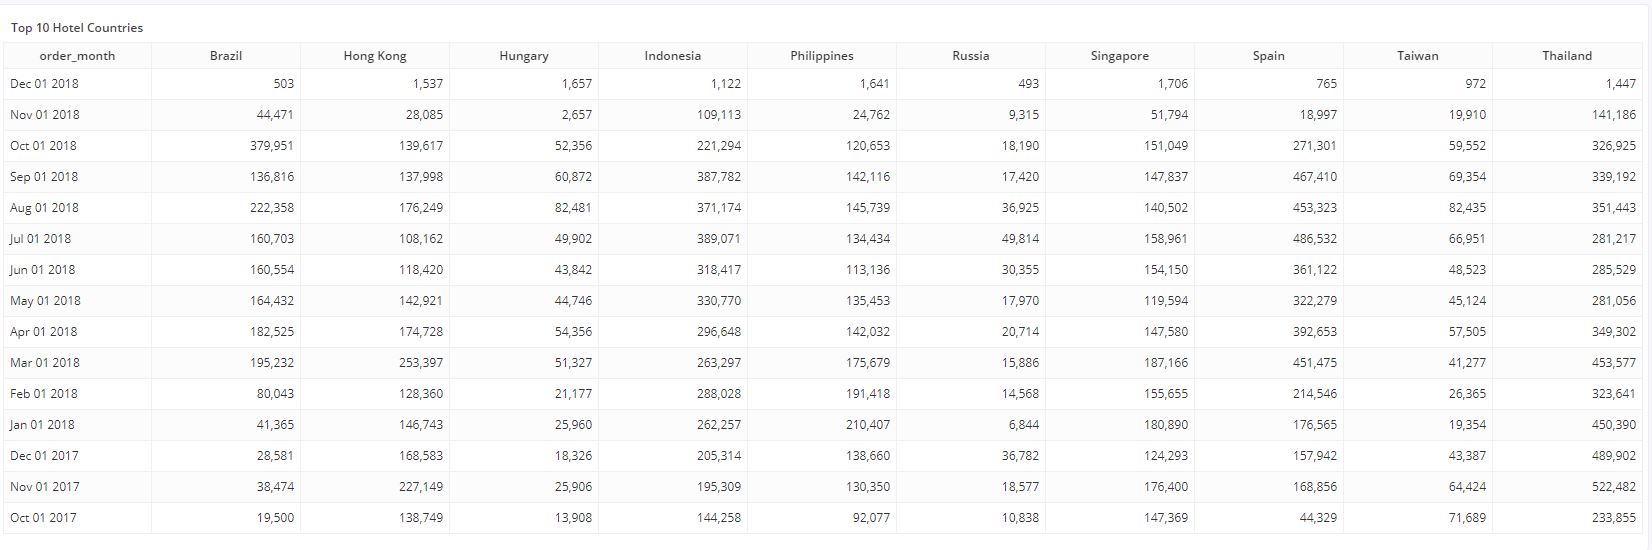 Top 10 Hotel Countries
order_month Brazil Hong Kong Hungary Indonesia Philippines Russia Singapore Spain Taiwan Thailand
Dec 01 2018 503 1,537 1,657 1,122 1,641 493 1,706 765 972 1,447
Nov 01 2018 44,471 28,085 2,657 109,113 24,762 9,315 51,794 18,997 19,910 141,186
Oct 01 2018 379,951 139,617 52,356 221,294 120,653 18,190 151,049 271,301 59,552 326,925
Sep 01 2018 136,816 137,998 60,872 387,782 142,116 17,420 147,837 467,410 69,354 339,192
Aug 01 2018 222,358 176,249 82,481 371,174 145,739 36,925 140,502 453,323 82,435 351,443
Jul 01 2018 160,703 108,162 49,902 389,071 134,434 49,814 158,961 486,532 66,951 281,217
Jun 01 2018 160,554 118,420 43,842 318,417 113,136 30,355 154,150 361,122 48,523 285,529
May 01 2018 164,432 142,921 44,746 330,770 135,453 17,970 119,594 322,279 45,124 281,056
Apr 01 2018 182,525 174,728 54,356 296,648 142,032 20,714 147,580 392,653 57,505 349,302
Mar 01 2018 195,232 253,397 51,327 263,297 175,679 15,886 187,166 451,475 41,277 453,577
Feb 01 2018 80,043 128,360 21,177 288,028 191,418 14,568 155,655 214,546 26,365 323,641
Jan 01 2018 41,365 146,743 25,960 262,257 210,407 6,844 180,890 176,565 19,354 450,390
Dec 01 2017 28,581 168,583 18,326 205,314 138,660 36,782 124,293 157,942 43,387 489,902
Nov 01 2017 38,474 227,149 25,906 195,309 130,350 18,577 176,400 168,856 64,424 522,482
Oct 01 2017 19,500 138,749 13,908 144,258 92,077 10,838 147,369 44,329 71,689 233,855